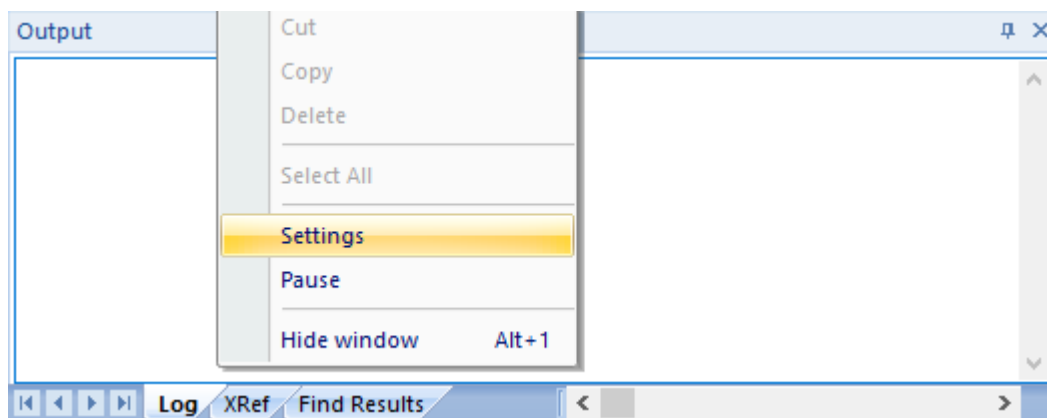 Output
Cut
Copy
Delete
Select All
Settings
Pause
Hide window Alt+1
Log XRef Find Results